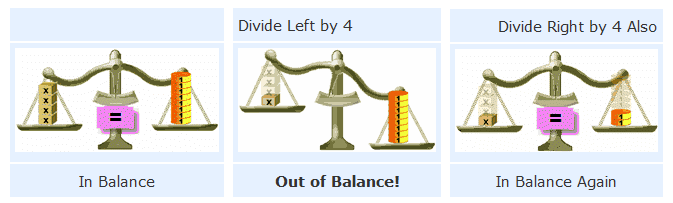 Divide Left by 4
Divide Right by 4 Also
x
x
x
x
=
x
x
=
In Balance
Out of Balance!
In Balance Again